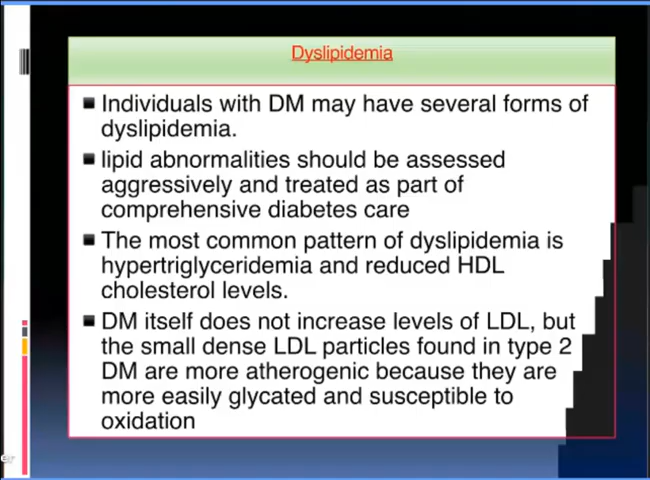 Dyslipidemia
Individuals with DM may have several forms of
dyslipidemia.
lipid abnormalities should be assessed
aggressively and treated as part of
comprehensive diabetes care
The most common pattern of dyslipidemia is
hypertriglyceridemia and reduced HDL
cholesterol levels.
DM itself does not increase levels of LDL, but
the small dense LDL particles found in type 2
DM are more atherogenic because they are
more easily glycated and susceptible to
oxidation